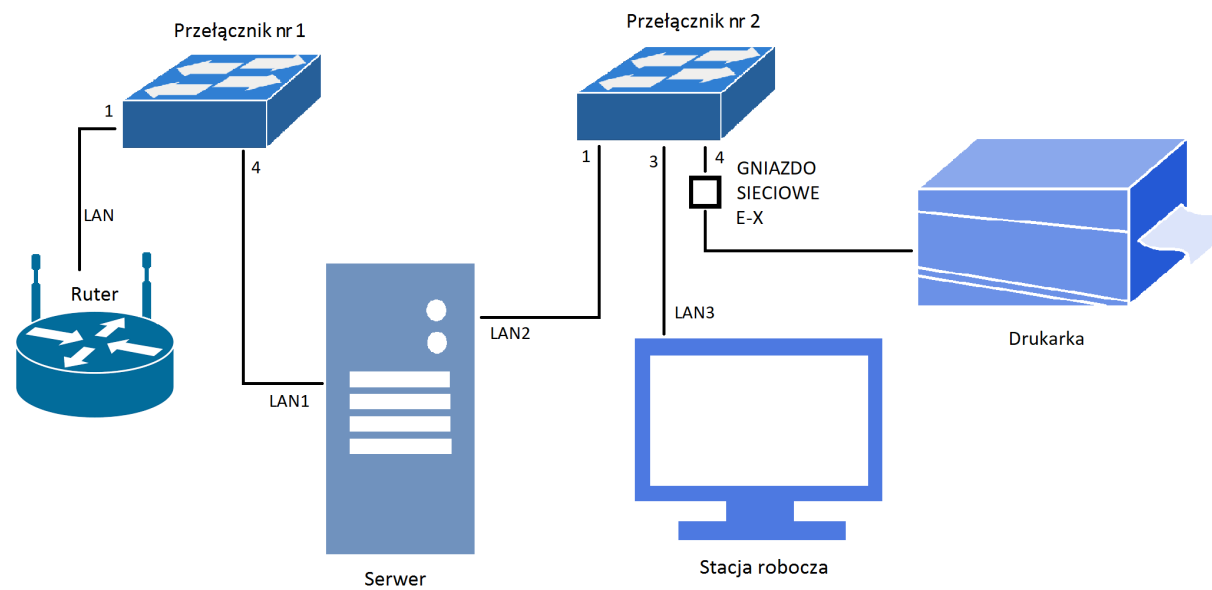 Przełącznik nr 1
Przełącznik nr 2
1
4
LAN
Ruter
LAN1
Serwer
1
3
4
GNIAZDO
SIECIOWE
E-X
LAN2
LAN3
Drukarka
Stacja robocza